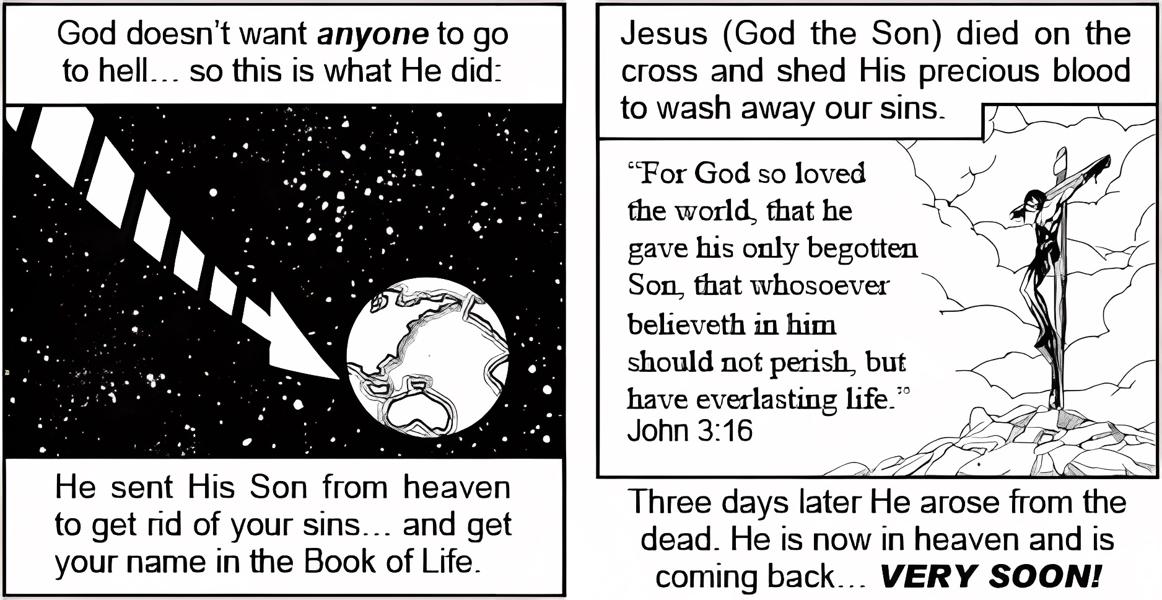 God doesn't want anyone to go
to hell... so this is what He did:
He sent His Son from heaven
to get rid of your sins... and get
your name in the Book of Life.
Jesus (God the Son) died on the
cross and shed His precious blood
to wash away our sins.
“For God so loved
the world, that he
gave his only begotten
Son, that whosoever
believeth in him
should not perish, but
have everlasting life.”
John 3:16
Three days later He arose from the
dead. He is now in heaven and is
coming back... VERY SOON!